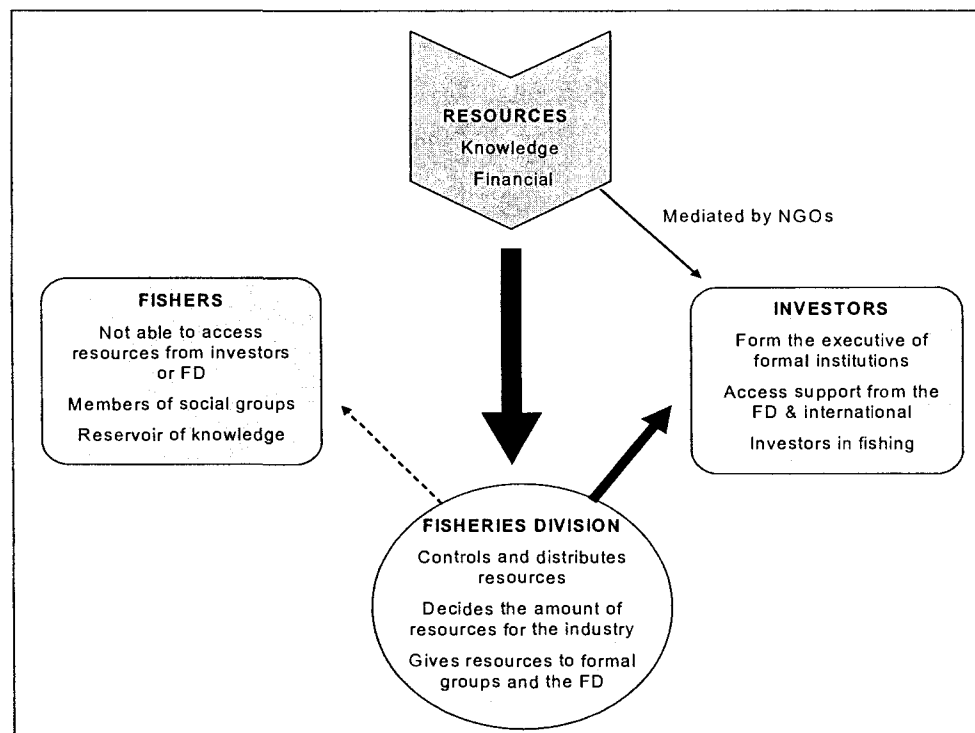 RESOURCES
Knowledge
Financial
Mediated by NGOs
FISHERS
Not able to access
resources from investors
or FD
Members of social groups
Reservoir of knowledge
INVESTORS
Form the executive of
formal institutions
Access support from the
FD & international
Investors in fishing
FISHERIES DIVISION
Controls and distributes
resources
Decides the amount of
resources for the industry
Gives resources to formal
groups and the FD